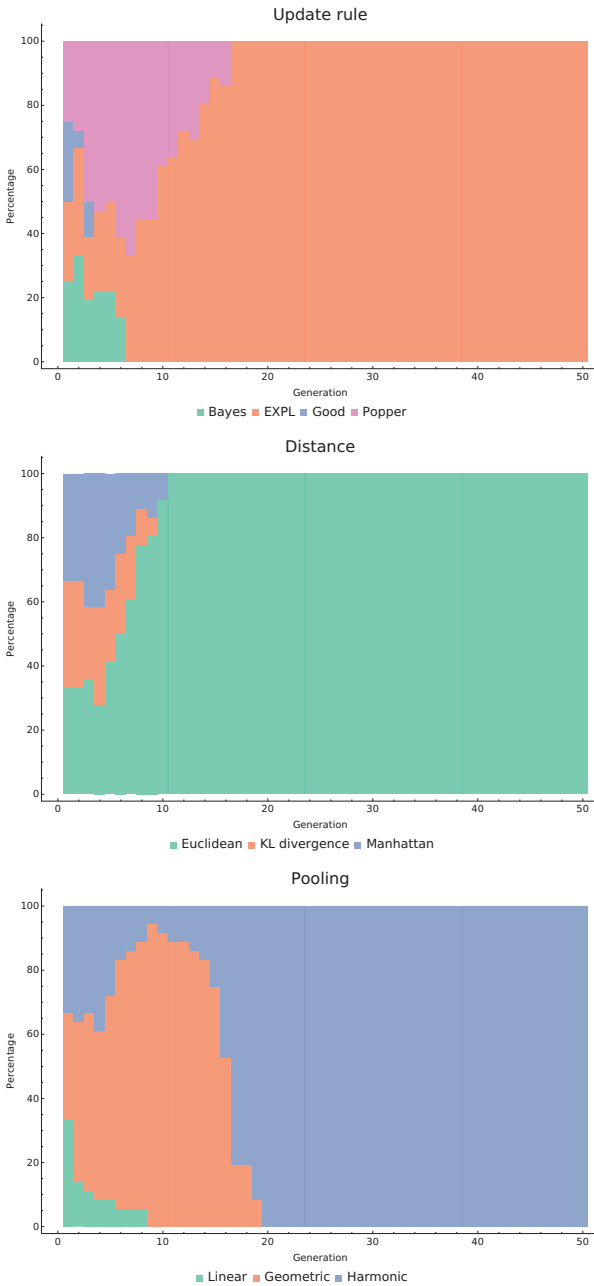 Update rule
100
80
60
40
20
0
Percentage
0 10 20 30 40 50
Generation
Bayes EXPL Good Popper
Distance
100
80
60
40
20
0
Percentage
0 10 20 30 40 50
Generation
Euclidean KL divergence Manhattan
Pooling
100
80
60
40
20
0
Percentage
0 10 20 30 40 50
Generation
Linear Geometric Harmonic